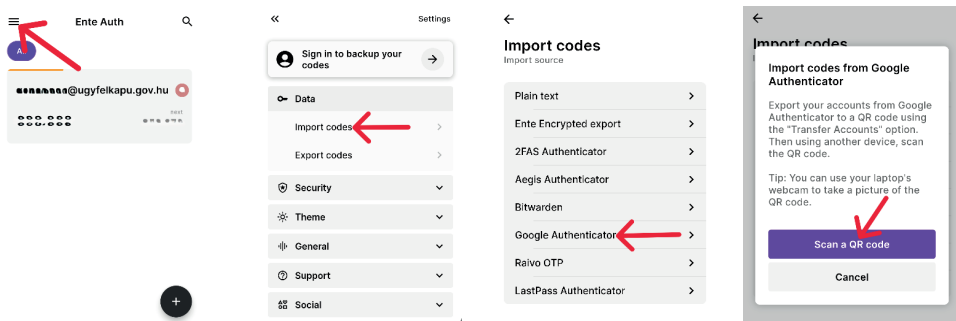 Ente Auth
@ugyfelkapu.gov.hu
next
Settings
Sign in to backup your
codes
Data
Import codes
Export codes
Security
Theme
General
Support
Social
Import codes
Import source
Plain text
Ente Encrypted export
2FAS Authenticator
Aegis Authenticator
Bitwarden
Google Authenticator
Raivo OTP
LastPass Authenticator
Import codes
Import codes from Google
Authenticator
Export your accounts from Google
Authenticator to a QR code using
the "Transfer Accounts" option.
Then using another device, scan
the QR code.
Tip: You can use your laptop's
webcam to take a picture of the
QR code.
Scan a QR code
Cancel